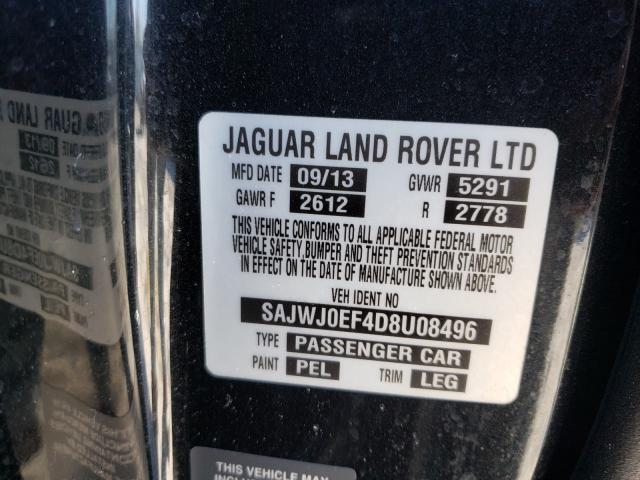 JAGUAR LAND ROVER LTD
MFD DATE 09/13 GVWR 5291
GAWR F 2612 R 2778
THIS VEHICLE CONFORMS TO ALL APPLICABLE FEDERAL MOTOR
VEHICLE SAFETY,BUMPER AND THEFT PREVENTION STANDARDS
IN EFFECT ON THE DATE OF MANUFACTURE SHOWN ABOVE.
VEH IDENT NO
SAJWJ0EF4D8U08496
TYPE PASSENGER CAR
PAINT PEL TRIM LEG
THIS VEHICLE MAY